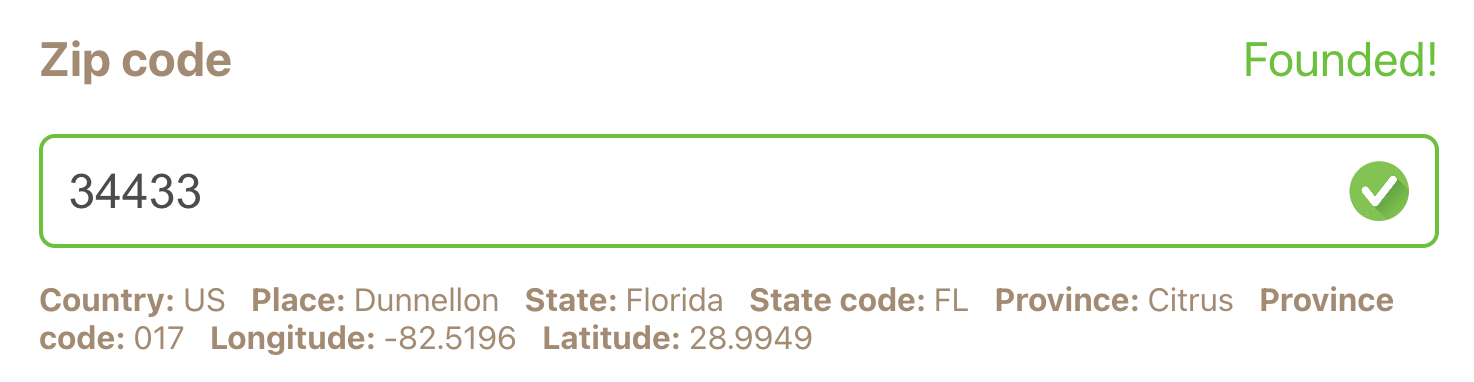 Zip code
Founded!
34433
Country: US Place: Dunnellon State: Florida State code: FL Province: Citrus Province
code: 017 Longitude: -82.5196 Latitude: 28.9949